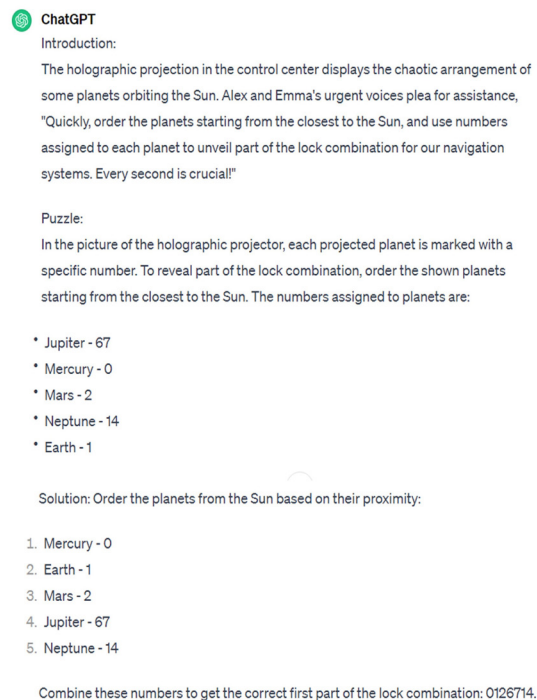 ChatGPT
Introduction:
The holographic projection in the control center displays the chaotic arrangement of
some planets orbiting the Sun. Alex and Emma's urgent voices plea for assistance,
"Quickly, order the planets starting from the closest to the Sun, and use numbers
assigned to each planet to unveil part of the lock combination for our navigation
systems. Every second is crucial!"
Puzzle:
In the picture of the holographic projector, each projected planet is marked with a
specific number. To reveal part of the lock combination, order the shown planets
starting from the closest to the Sun. The numbers assigned to planets are:
• Jupiter - 67
• Mercury - 0
• Mars - 2
• Neptune - 14
• Earth - 1
Solution: Order the planets from the Sun based on their proximity:
1. Mercury - 0
2. Earth - 1
3. Mars - 2
4. Jupiter - 67
5. Neptune - 14
Combine these numbers to get the correct first part of the lock combination: 0126714.